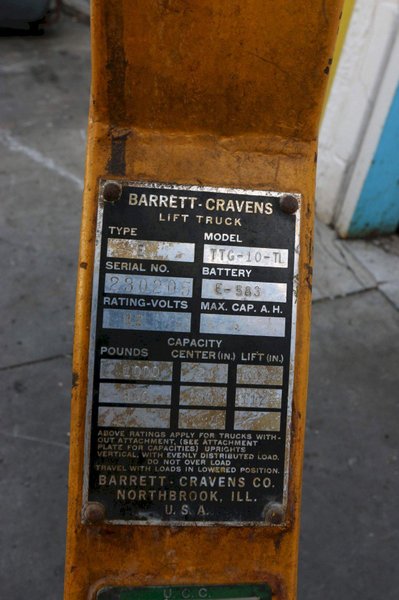 BARRETT-CRAVENS
LIFT TRUCK
TYPE MODEL
E TTG-10-TL
SERIAL NO. BATTERY
230205 E-583
RATING-VOLTS MAX. CAP. A.H.
CAPACITY
POUNDS CENTER(IN.) LIFT(IN.)
ABOVE RATINGS APPLY FOR TRUCKS WITH-
OUT ATTACHMENT, (SEE ATTACHMENT
PLATE FOR CAPACITIES) UPRIGHTS
VERTICAL, WITH EVENLY DISTRIBUTED LOAD.
DO NOT OVER LOAD
TRAVEL WITH LOADS IN LOWERED POSITION.
BARRETT-CRAVENS CO.
NORTHBROOK, ILL.
U.S.A.